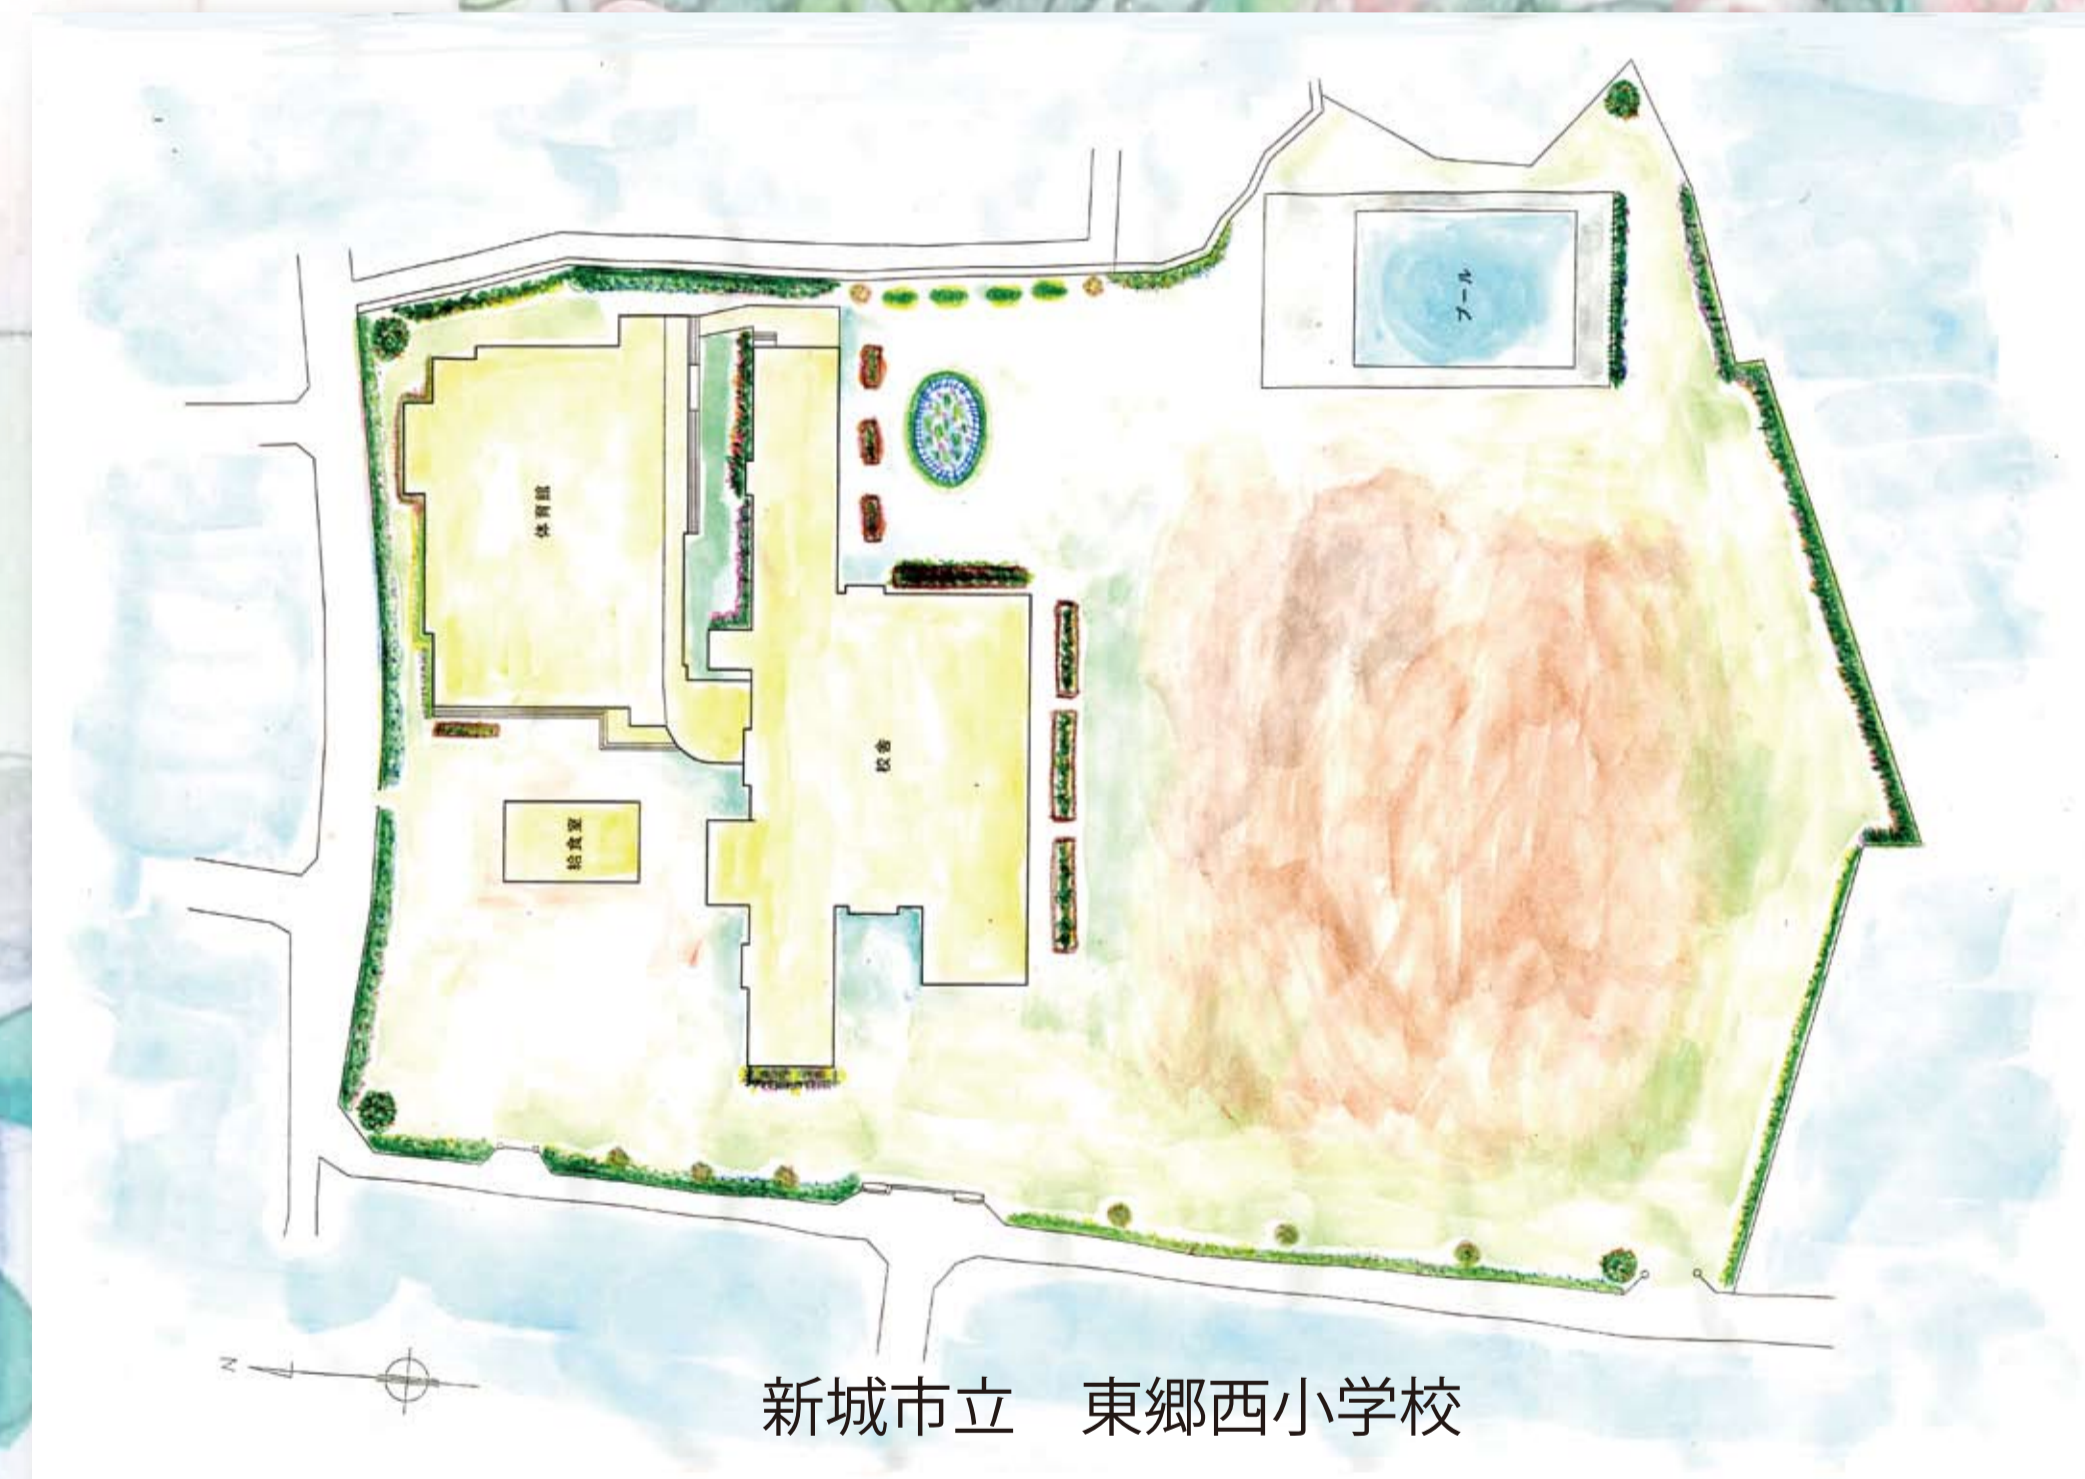 プール
体育館
校舎
給食室
N
新城市立　東郷西小学校